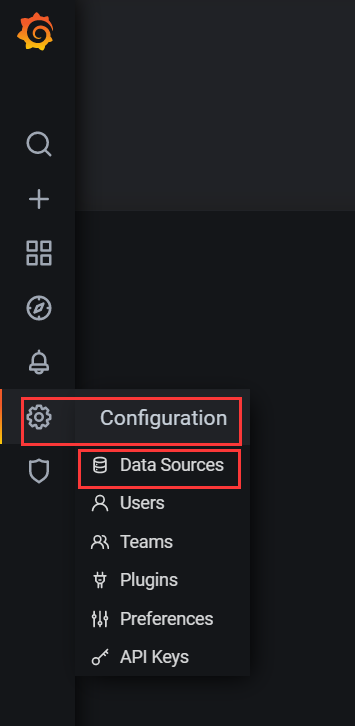 Configuration
Data Sources
Users
Teams
Plugins
Preferences
API Keys